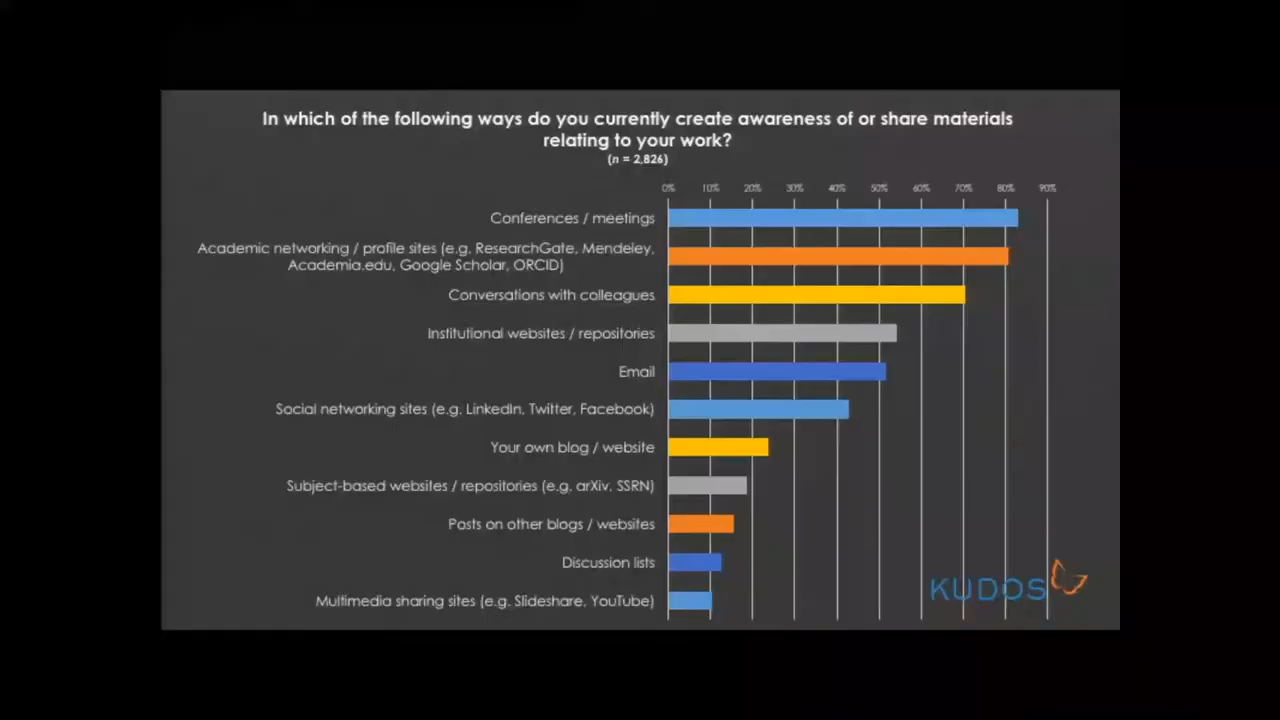 In which of the following ways do you currently create awareness of or share materials
relating to your work?
(n = 2,826)
0% 10% 20% 30% 40% 50% 60% 70% 80% 90%
Conferences / meetings
Academic networking / profile sites (e.g. ResearchGate, Mendeley,
Academia.edu, Google Scholar, ORCID)
Conversations with colleagues
Institutional websites / repositories
Email
Social networking sites (e.g. LinkedIn, Twitter, Facebook)
Your own blog / website
Subject-based websites / repositories (e.g. arXiv, SSRN)
Posts on other blogs / websites
Discussion lists
Multimedia sharing sites (e.g. Slideshare, YouTube)
KUDOS